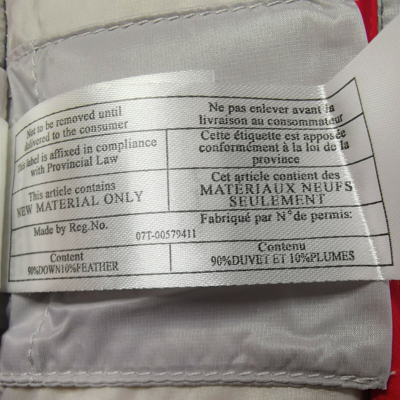 Not to be removed until
delivered to the consumer
Ne pas enlever avant la
livraison au consommateur
This label is affixed in compliance
with Provincial Law
Cette étiquette est apposée
conformément à la loi de la
province
This article contains
NEW MATERIAL ONLY
Cet article contient des
MATÉRIAUX NEUFS
SEULEMENT
Made by Reg.No.
07T-00579411
Fabriqué par N° de permis:
Content
90%DOWN10%FEATHER
Contenu
90%DUVET ET 10%PLUMES